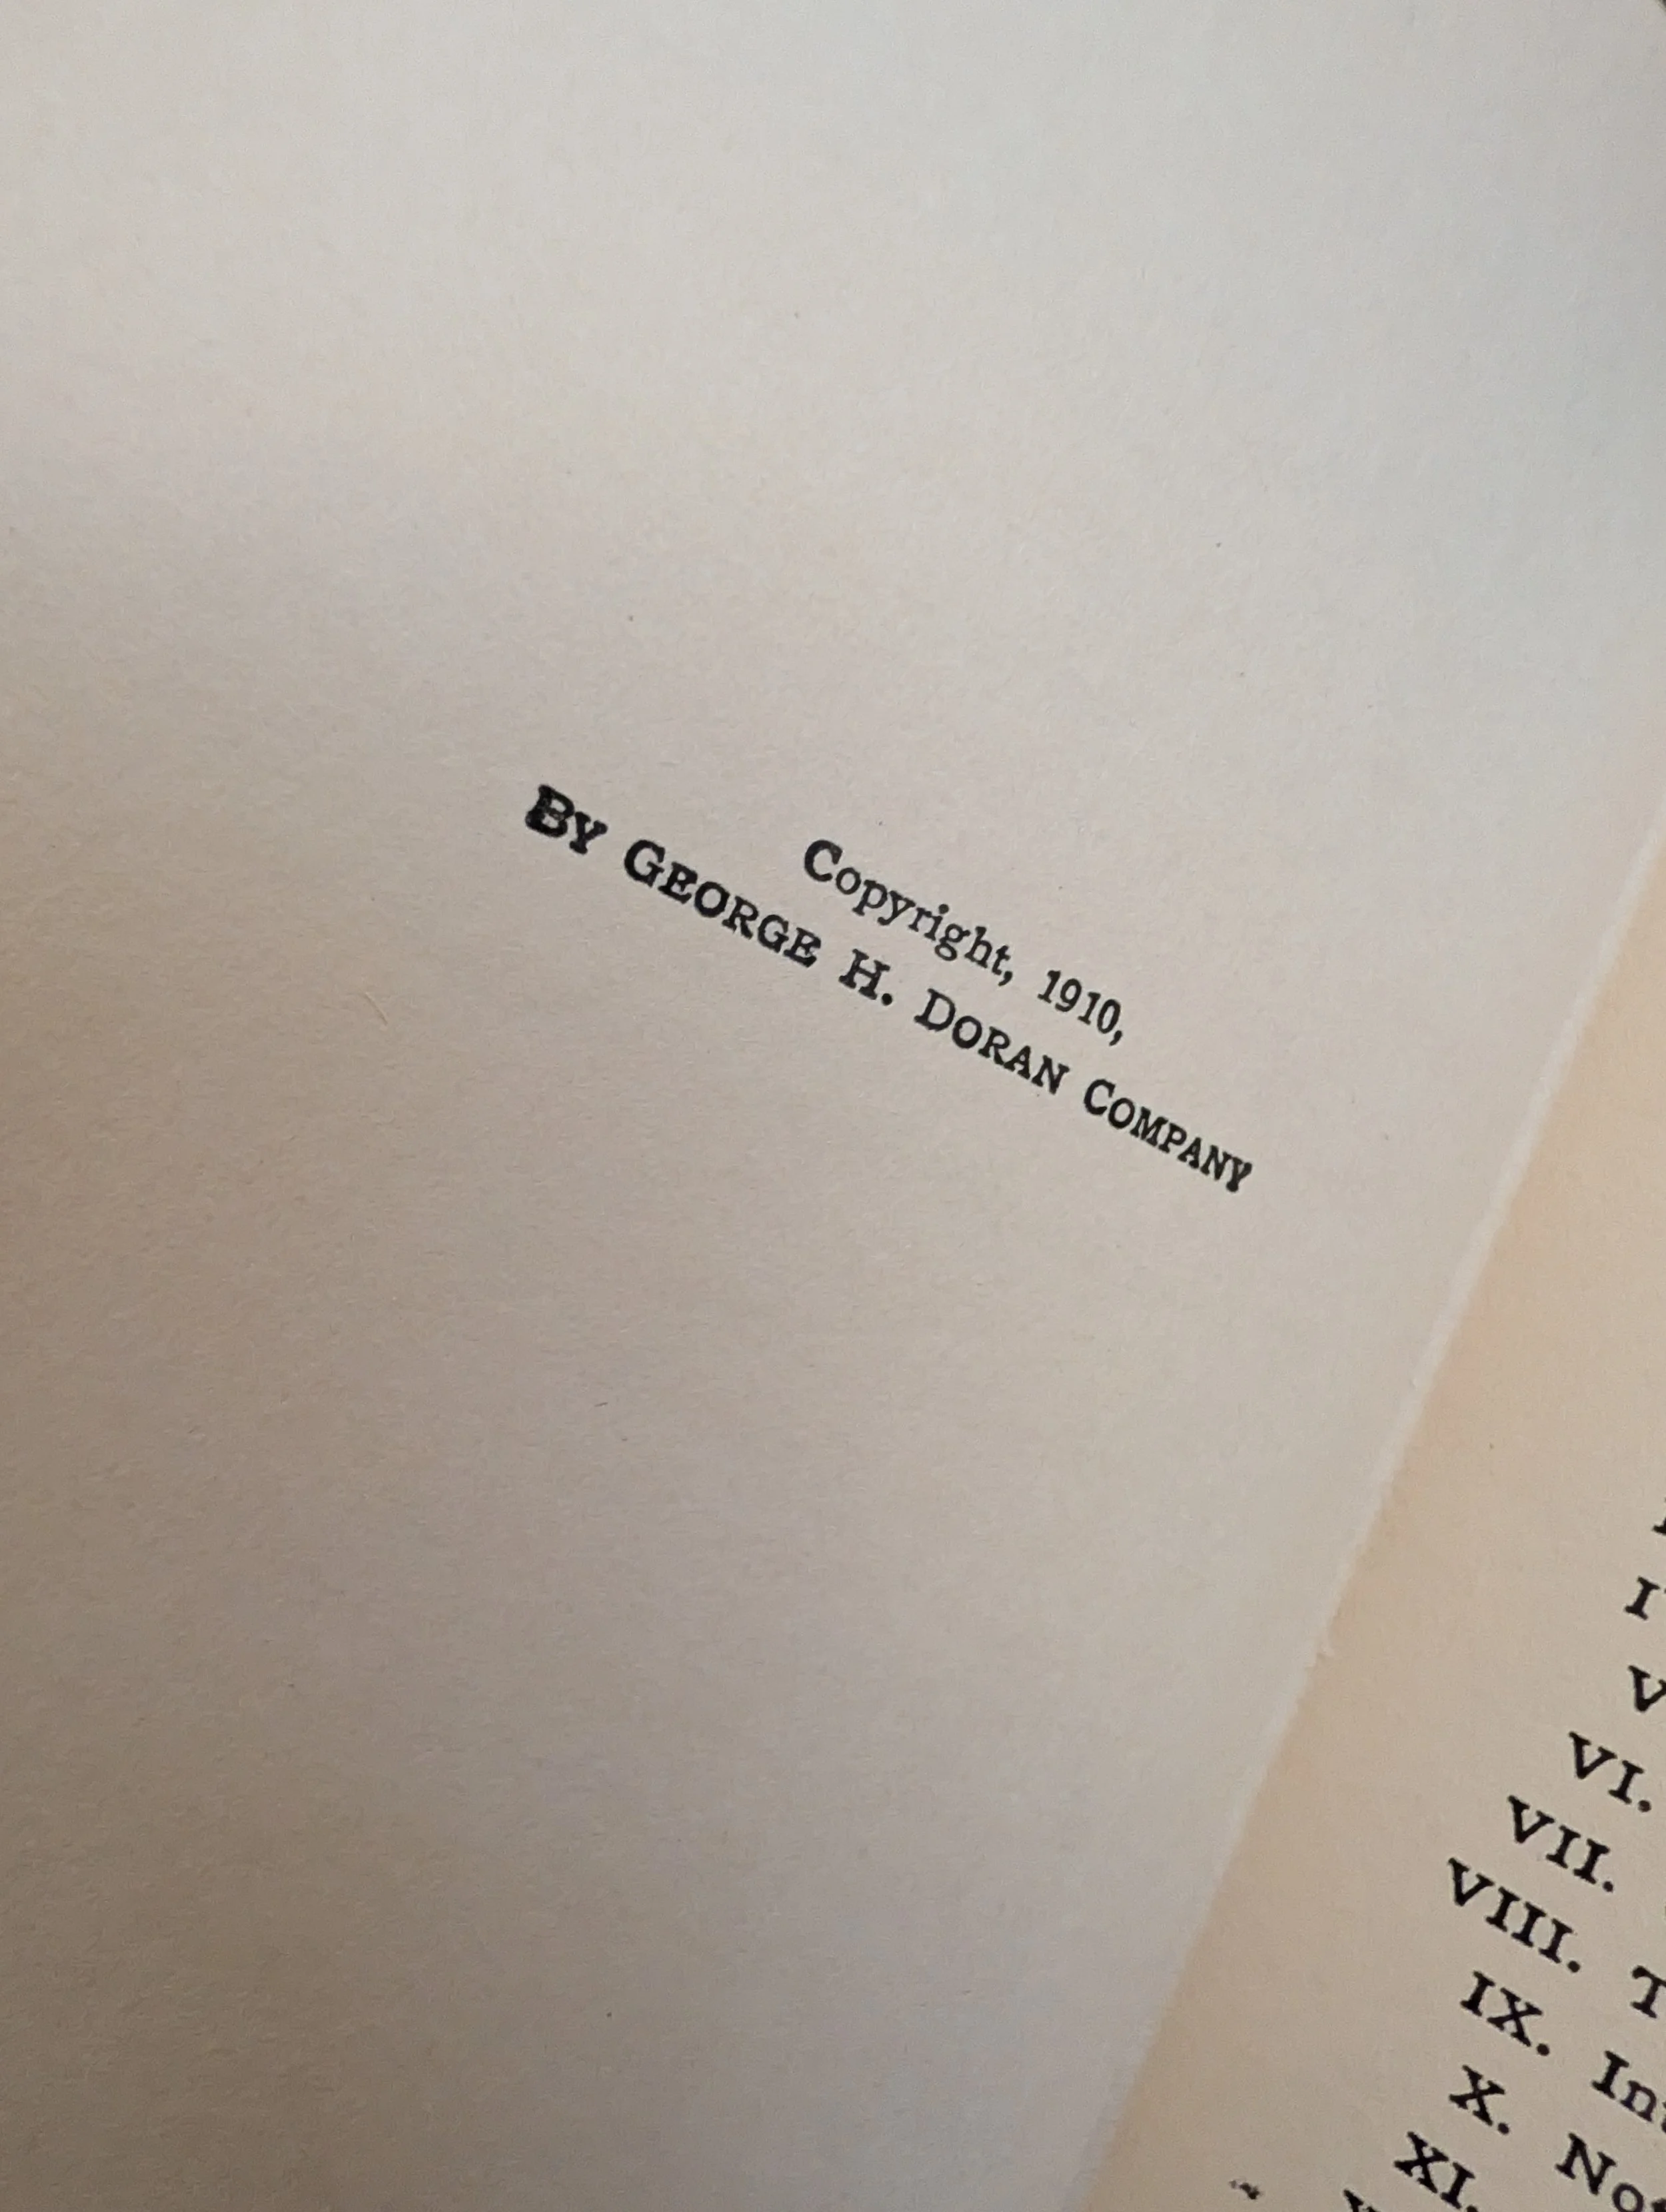 Copyright, 1910,
By George H. Doran Company
VI.
VII.
VIII.
IX.
X.
XI.